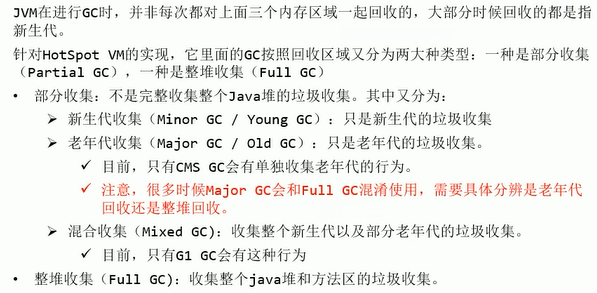 JVM在进行GC时，并非每次都对上面三个内存区域一起回收的，大部分时候回收的都是指
新生代。
针对HotSpot VM的实现，它里面的GC按照回收区域又分为两大种类型：一种是部分收集
（Partial GC），一种是整堆收集（Full GC）
• 部分收集：不是完整收集整个Java堆的垃圾收集。其中又分为：
➢ 新生代收集（Minor GC / Young GC）：只是新生代的垃圾收集
➢ 老年代收集（Major GC / Old GC）：只是老年代的垃圾收集。
✓ 目前，只有CMS GC会有单独收集老年代的行为。
✓ 注意，很多时候Major GC会和Full GC混淆使用，需要具体分辨是老年代
回收还是整堆回收。
➢ 混合收集（Mixed GC)：收集整个新生代以及部分老年代的垃圾收集。
✓ 目前，只有G1 GC会有这种行为
• 整堆收集（Full GC)：收集整个java堆和方法区的垃圾收集。